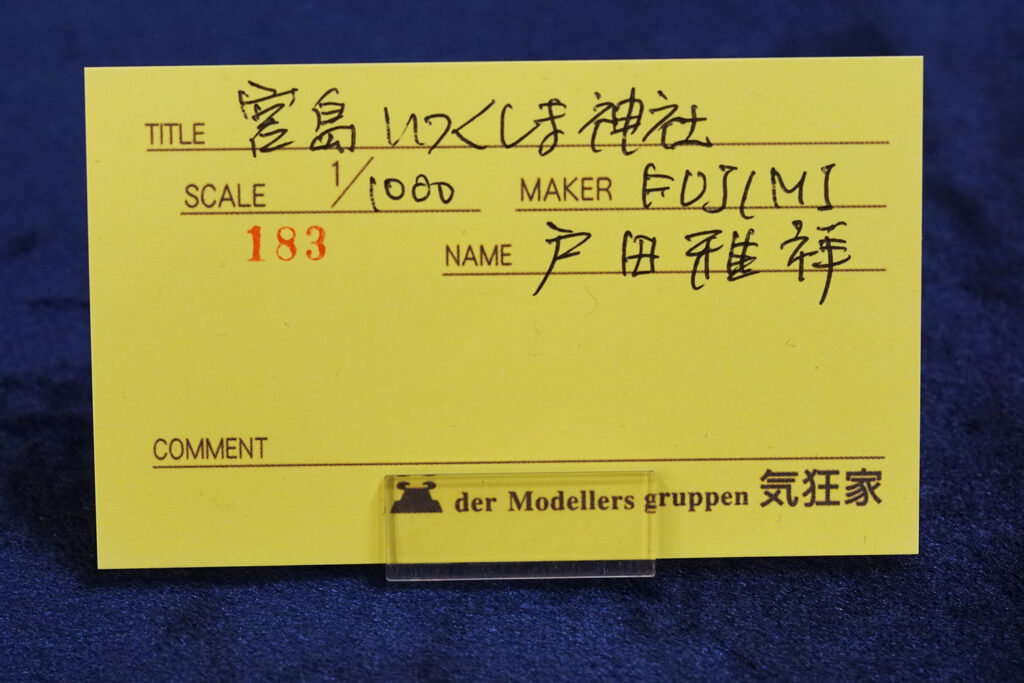 TITLE 宮島 いつくしま神社
SCALE 1/1000 MAKER FUJIMI
183
NAME 戸田雅祥
COMMENT
der Modellers gruppen 気狂家